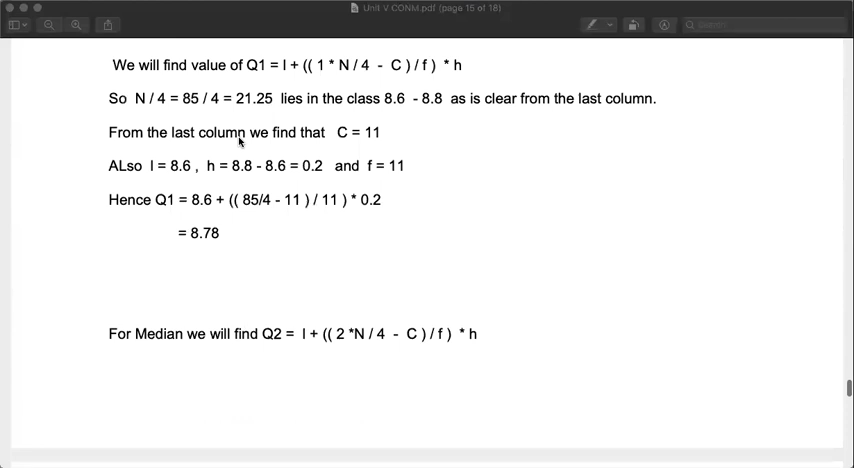 Unit V CONM.pdf (page 15 of 18)
Search
We will find value of Q1 = l + (( 1 * N / 4  -  C ) / f )  * h
So  N / 4 = 85 / 4 = 21.25  lies in the class 8.6  - 8.8  as is clear from the last column.
From the last column we find that   C = 11
ALso  l = 8.6 ,  h = 8.8 - 8.6 = 0.2   and  f = 11
Hence Q1 = 8.6 + (( 85/4 - 11 ) / 11 ) * 0.2
= 8.78
For Median we will find Q2 =  l + (( 2 *N / 4  -  C ) / f )  * h